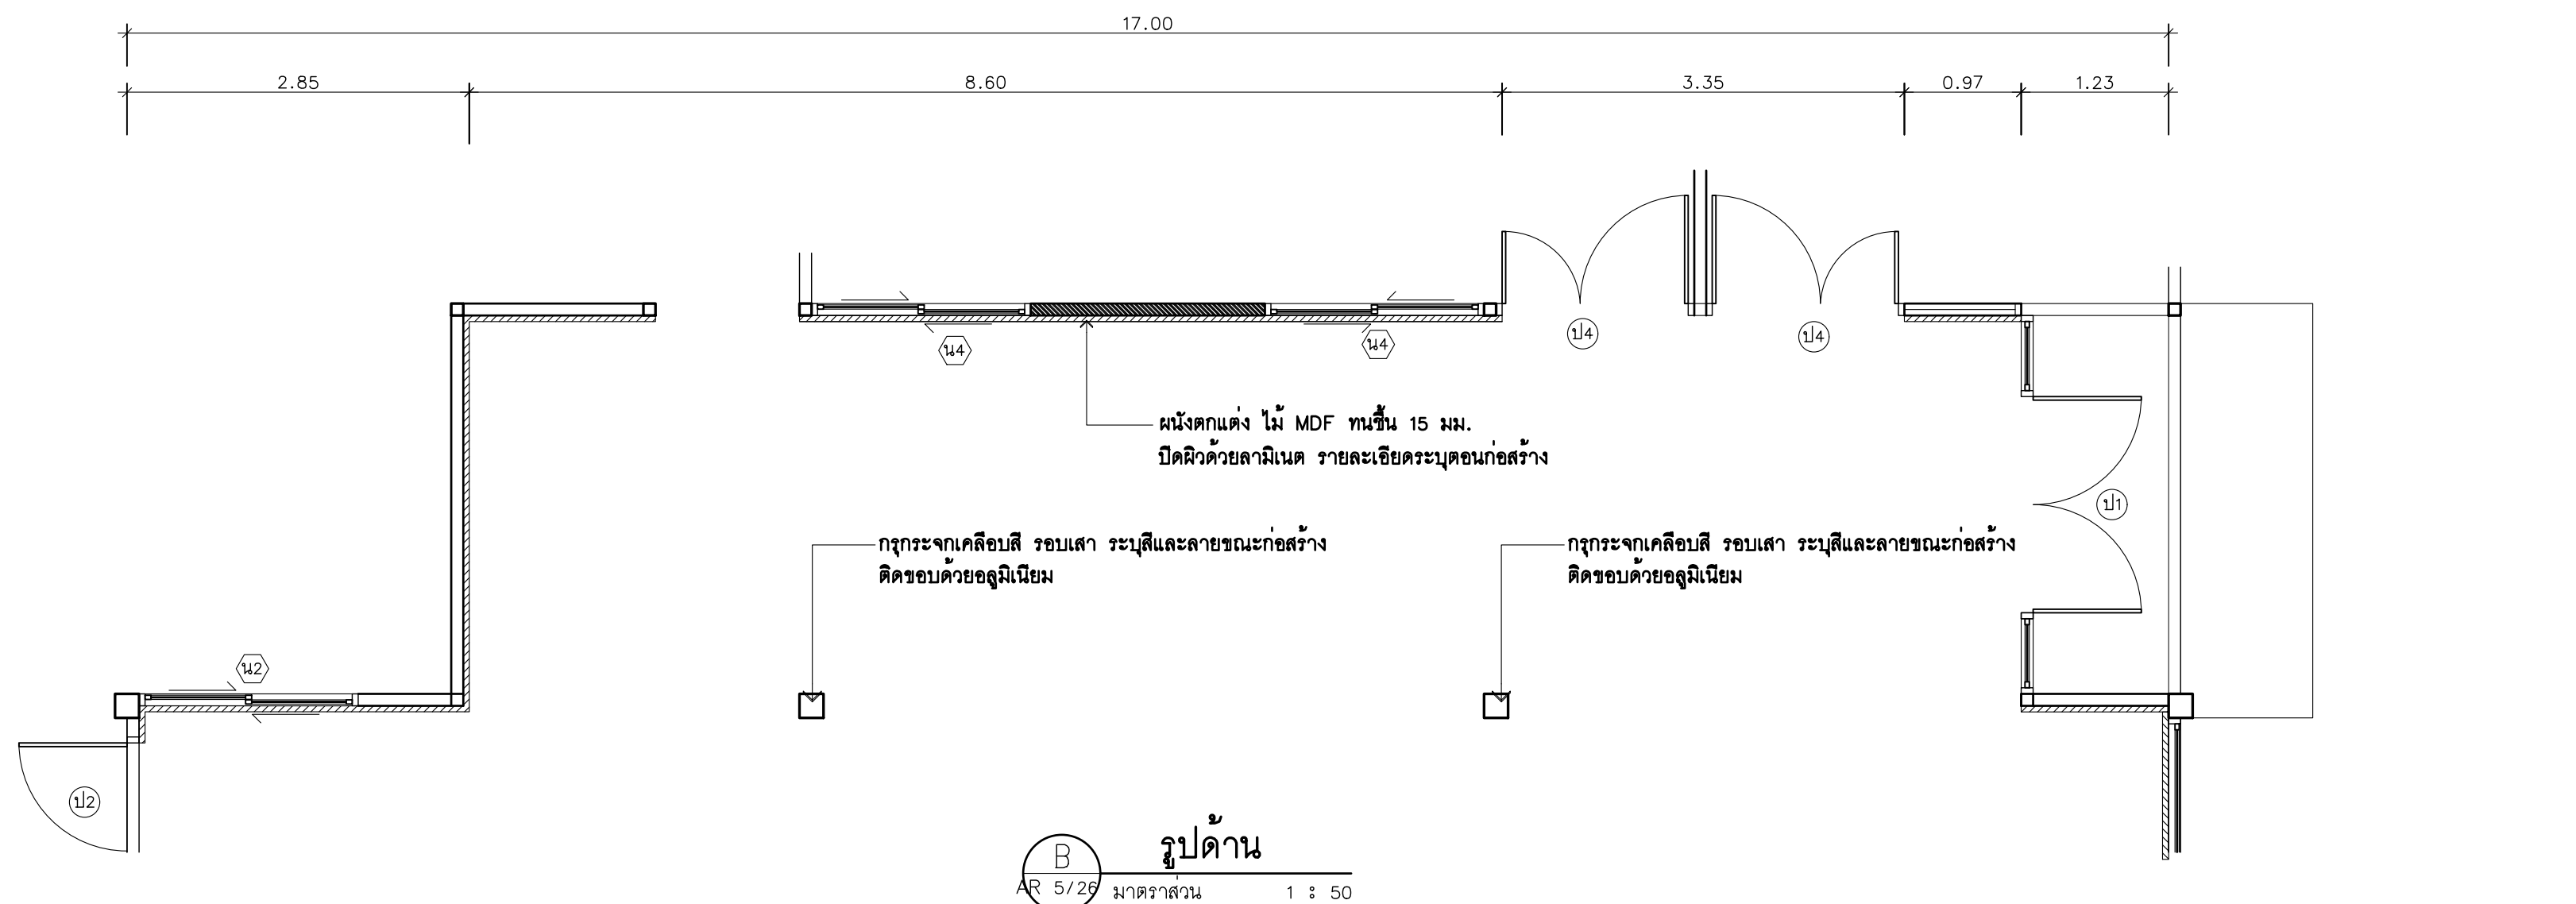 17.00
2.85 8.60 3.35 0.97 1.23
น4 น4 ป4 ป4
ผนังตกแต่ง ไม้ MDF ทนชื้น 15 มม.
ปิดผิวด้วยลามิเนต รายละเอียดระบุตอนก่อสร้าง
ป1
กรุกระจกเคลือบสี รอบเสา ระบุสีและลายขณะก่อสร้าง
ติดขอบด้วยอลูมิเนียม
กรุกระจกเคลือบสี รอบเสา ระบุสีและลายขณะก่อสร้าง
ติดขอบด้วยอลูมิเนียม
น2
ป2
B รูปด้าน
AR 5/26 มาตราส่วน 1 : 50